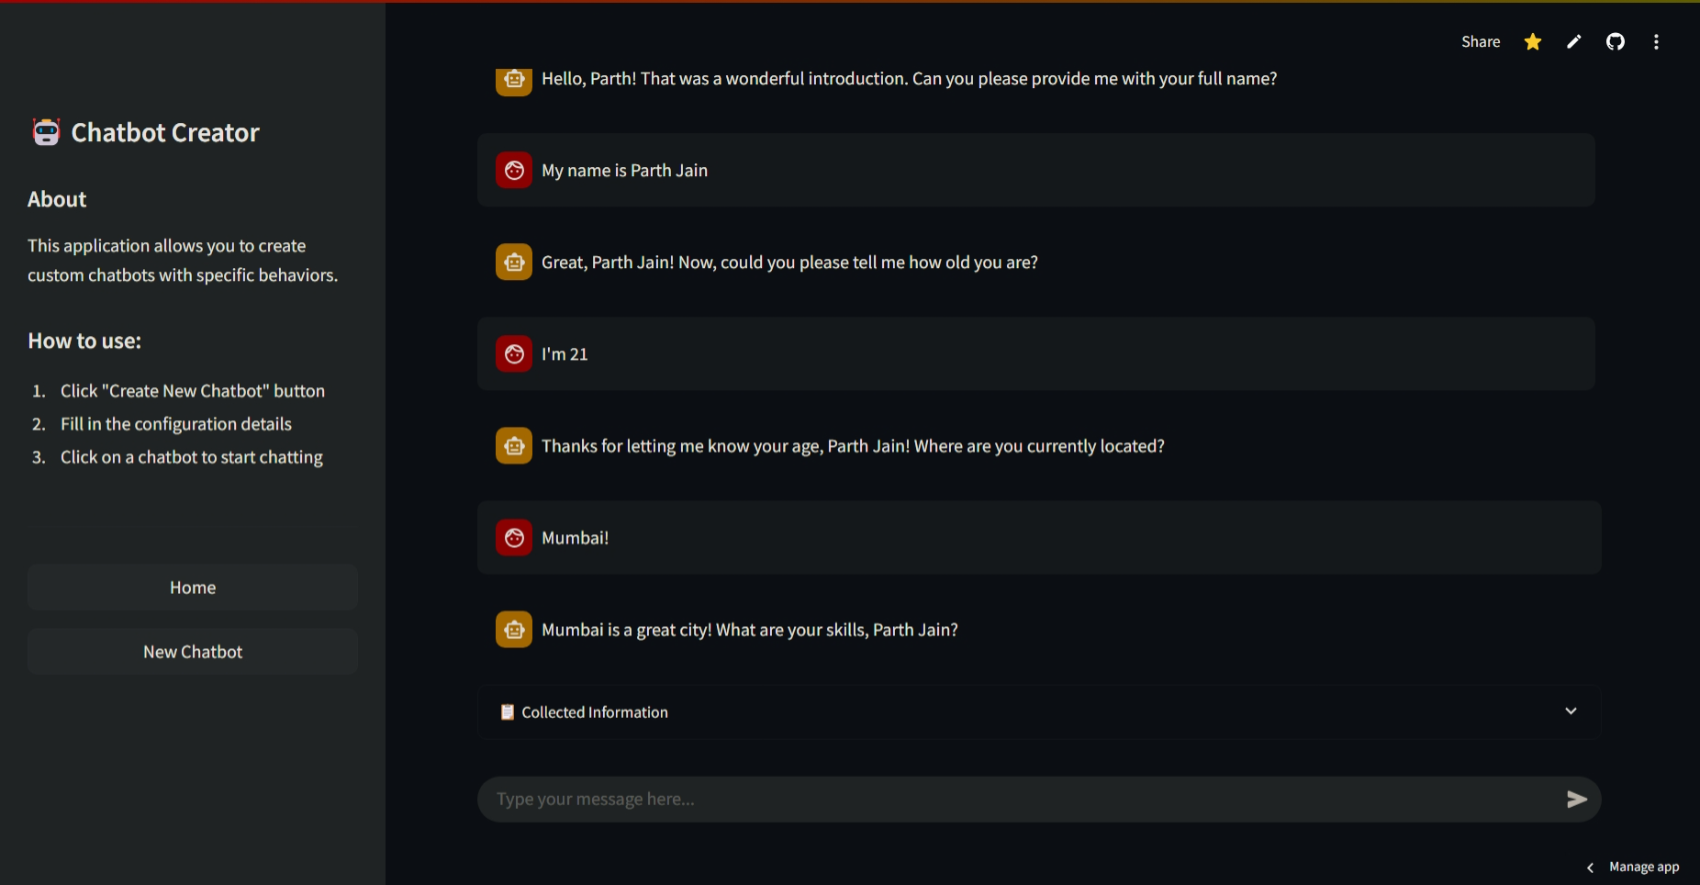 Share
Chatbot Creator
About
This application allows you to create
custom chatbots with specific behaviors.
How to use:
1. Click "Create New Chatbot" button
2. Fill in the configuration details
3. Click on a chatbot to start chatting
Home
New Chatbot
Hello, Parth! That was a wonderful introduction. Can you please provide me with your full name?
My name is Parth Jain
Great, Parth Jain! Now, could you please tell me how old you are?
I'm 21
Thanks for letting me know your age, Parth Jain! Where are you currently located?
Mumbai!
Mumbai is a great city! What are your skills, Parth Jain?
Collected Information
Type your message here...
Manage app